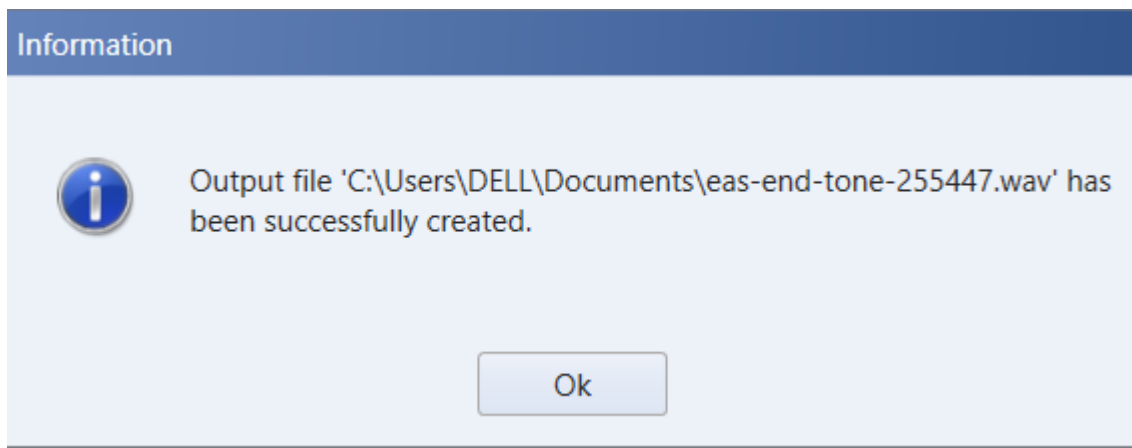 Information
Output file 'C:\Users\DELL\Documents\eas-end-tone-255447.wav' has
been successfully created.
Ok